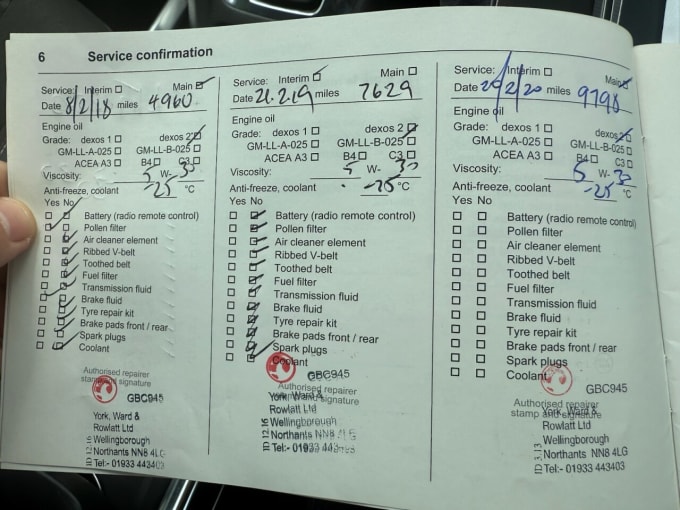 6 Service confirmation
Service: Interim ☐ Main ☑
Date 8/2/18 miles 4960
Engine oil
Grade: dexos 1 ☐ dexos 2 ☑
GM-LL-A-025 ☐ GM-LL-B-025 ☐
ACEA A3 ☐ B4 ☐ C3 ☐
Viscosity: 5 W- 30
Anti-freeze, coolant -25 °C
Yes No
Battery (radio remote control)
Pollen filter
Air cleaner element
Ribbed V-belt
Toothed belt
Fuel filter
Transmission fluid
Brake fluid
Tyre repair kit
Brake pads front / rear
Spark plugs
Coolant
Authorised repairer
stamp and signature
GBC945
York, Ward &
Rowlatt Ltd
Wellingborough
Northants NN8 4LG
Tel:- 01933 443403
Service: Interim ☑ Main ☐
Date 21.2.19 miles 7629
Engine oil
Grade: dexos 1 ☐ dexos 2 ☑
GM-LL-A-025 ☐ GM-LL-B-025 ☐
ACEA A3 ☐ B4 ☐ C3 ☐
Viscosity: 5 W- 30
Anti-freeze, coolant -25 °C
Yes No
Battery (radio remote control)
Pollen filter
Air cleaner element
Ribbed V-belt
Toothed belt
Fuel filter
Transmission fluid
Brake fluid
Tyre repair kit
Brake pads front / rear
Spark plugs
Coolant
GBC945
Authorised repairer
stamp and signature
York, Ward &
Rowlatt Ltd
Wellingborough
Northants NN8 4LG
Tel:- 01933 443403
Service: Interim ☐ Main ☑
Date 20/2/20 miles 9798
Engine oil
Grade: dexos 1 ☐ dexos 2 ☑
GM-LL-A-025 ☐ GM-LL-B-025 ☐
ACEA A3 ☐ B4 ☐ C3 ☐
Viscosity: 5 W- 30
Anti-freeze, coolant -25 °C
Yes No
Battery (radio remote control)
Pollen filter
Air cleaner element
Ribbed V-belt
Toothed belt
Fuel filter
Transmission fluid
Brake fluid
Tyre repair kit
Brake pads front / rear
Spark plugs
Coolant
GBC945
Authorised repairer
stamp and signature
York, Ward &
Rowlatt Ltd
Wellingborough
Northants NN8 4LG
Tel:- 01933 443403